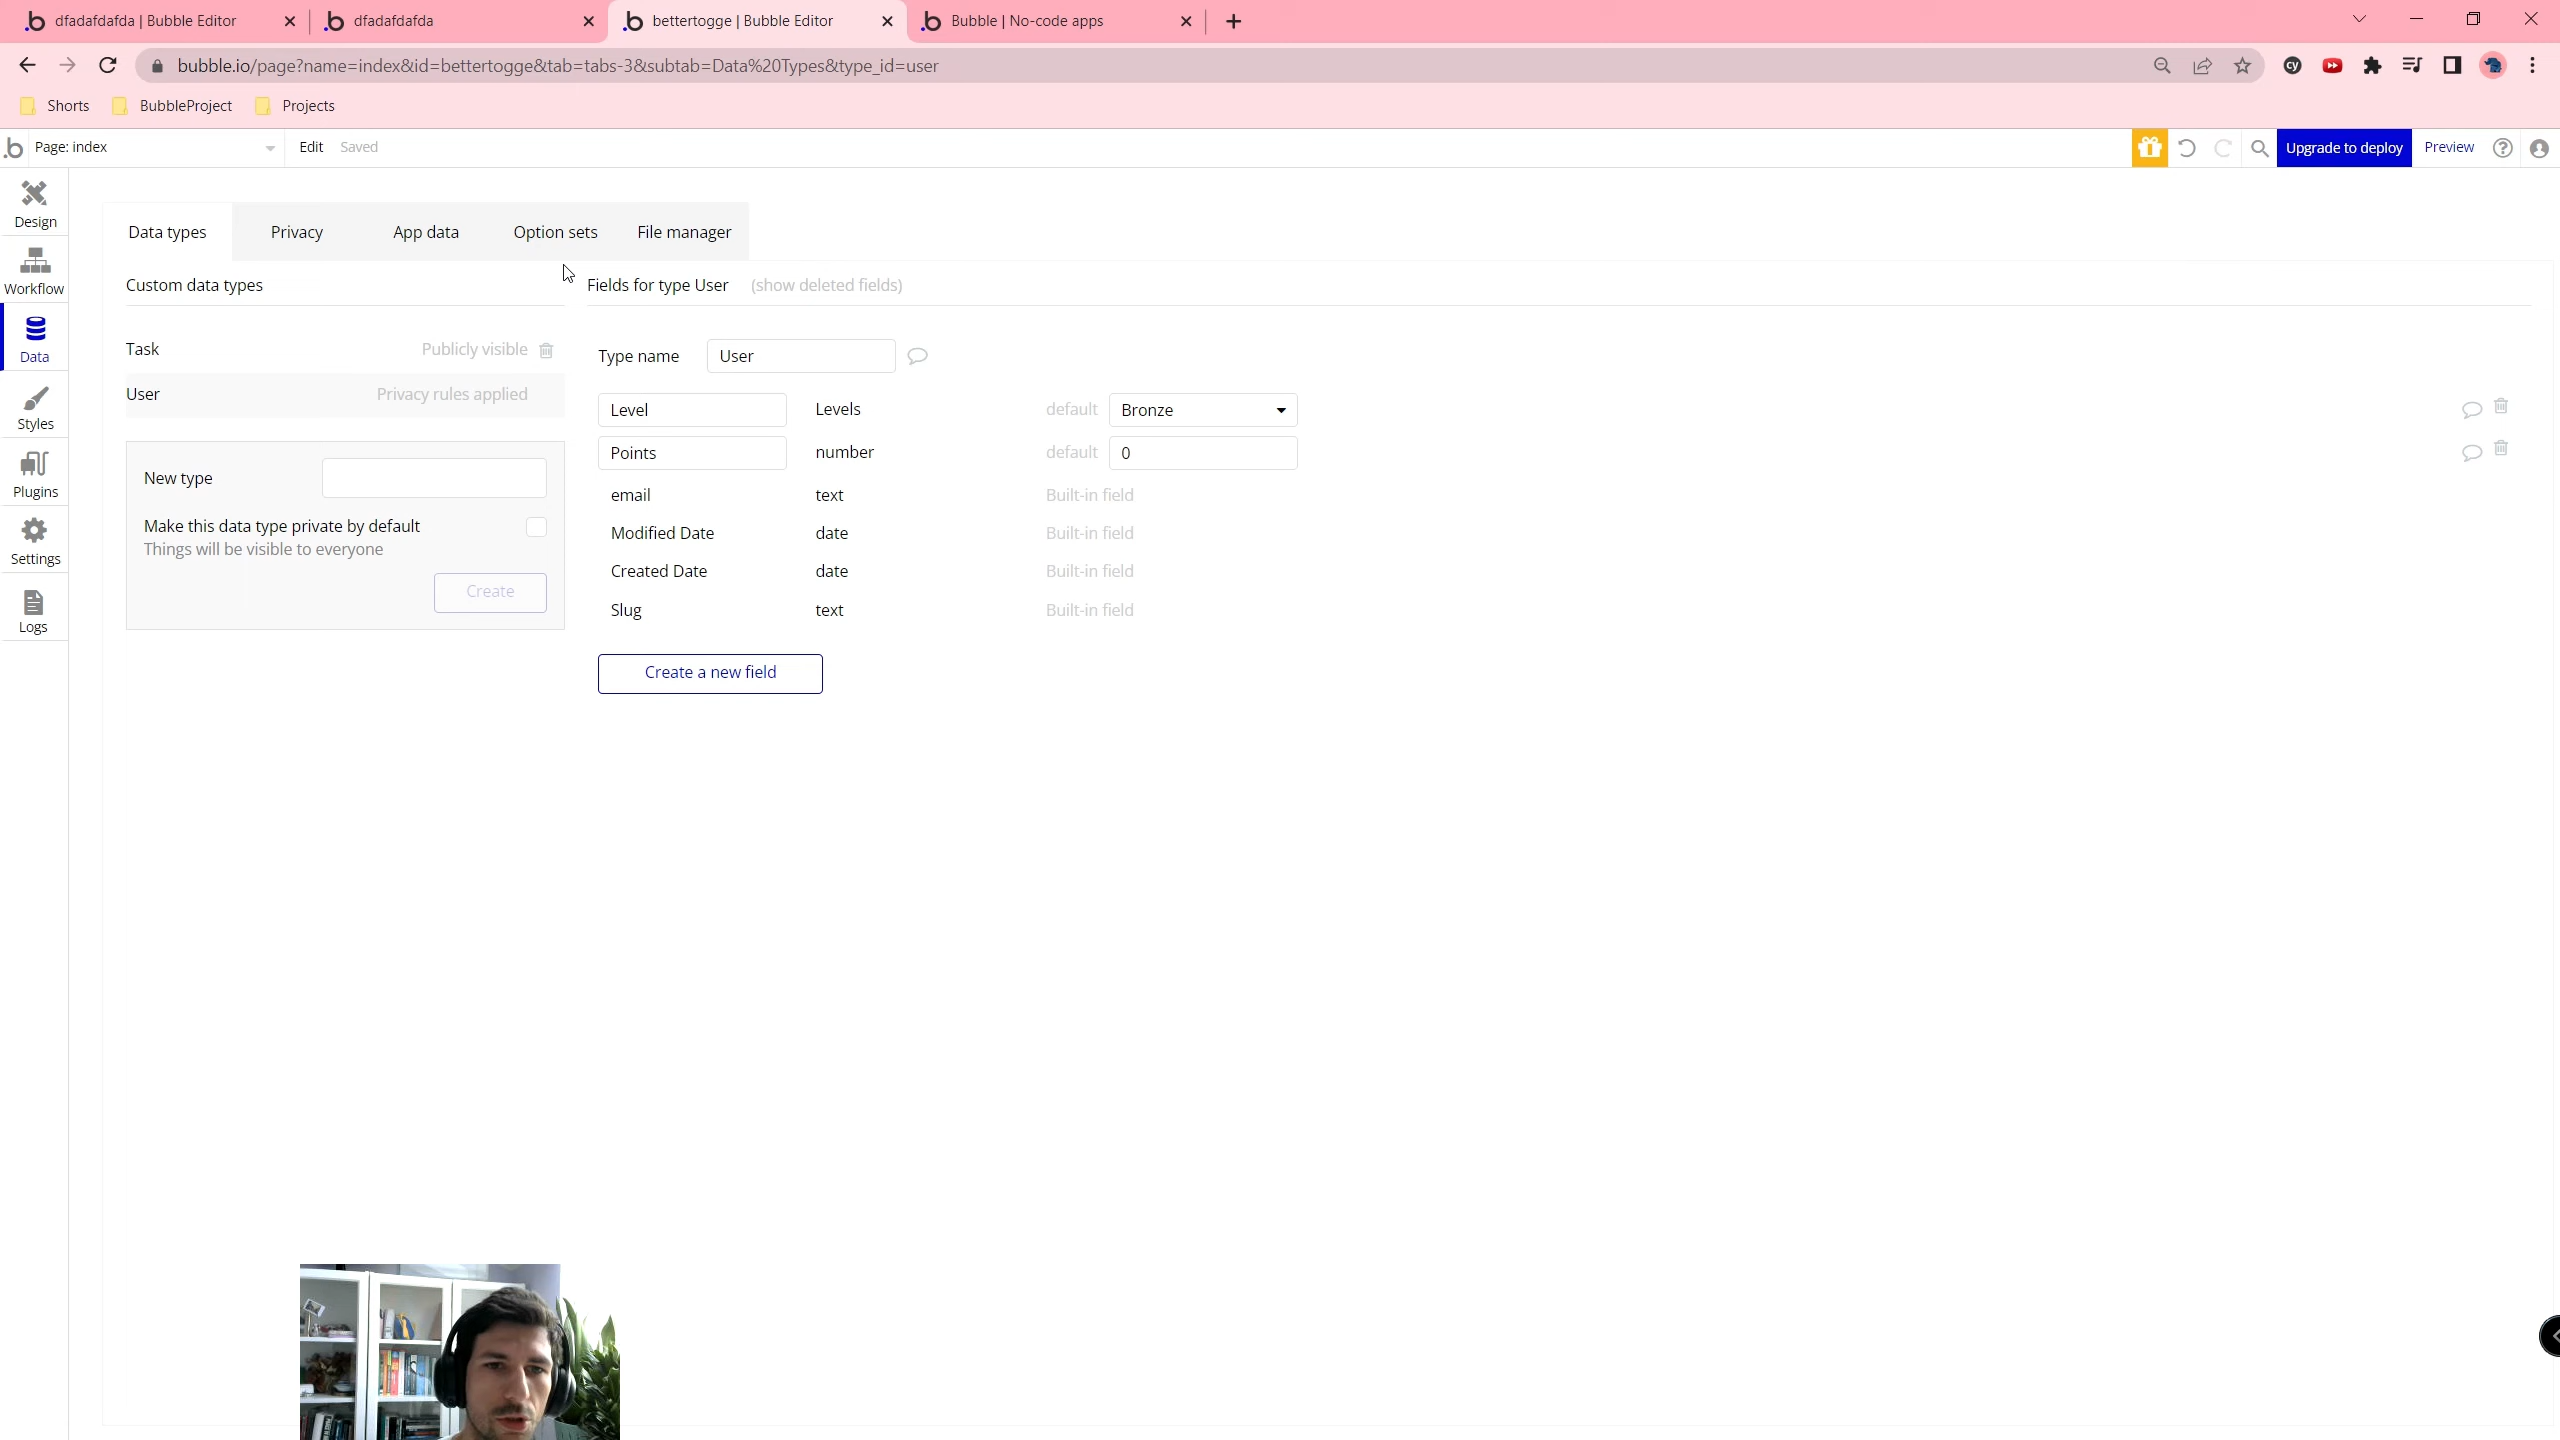 dfadafdafda | Bubble Editor
dfadafdafda
bettertogge | Bubble Editor
Bubble | No-code apps
bubble.io/page?name=index&id=bettertogge&tab=tabs-3&subtab=Data%20Types&type_id=user
Shorts
BubbleProject
Projects
Page: index
Edit
Saved
Upgrade to deploy
Preview
Design
Workflow
Data
Styles
Plugins
Settings
Logs
Data types
Privacy
App data
Option sets
File manager
Custom data types
Task
Publicly visible
User
Privacy rules applied
New type
Make this data type private by default
Things will be visible to everyone
Create
Fields for type User
(show deleted fields)
Type name
User
Level
Levels
default
Bronze
Points
number
default
0
email
text
Built-in field
Modified Date
date
Built-in field
Created Date
date
Built-in field
Slug
text
Built-in field
Create a new field